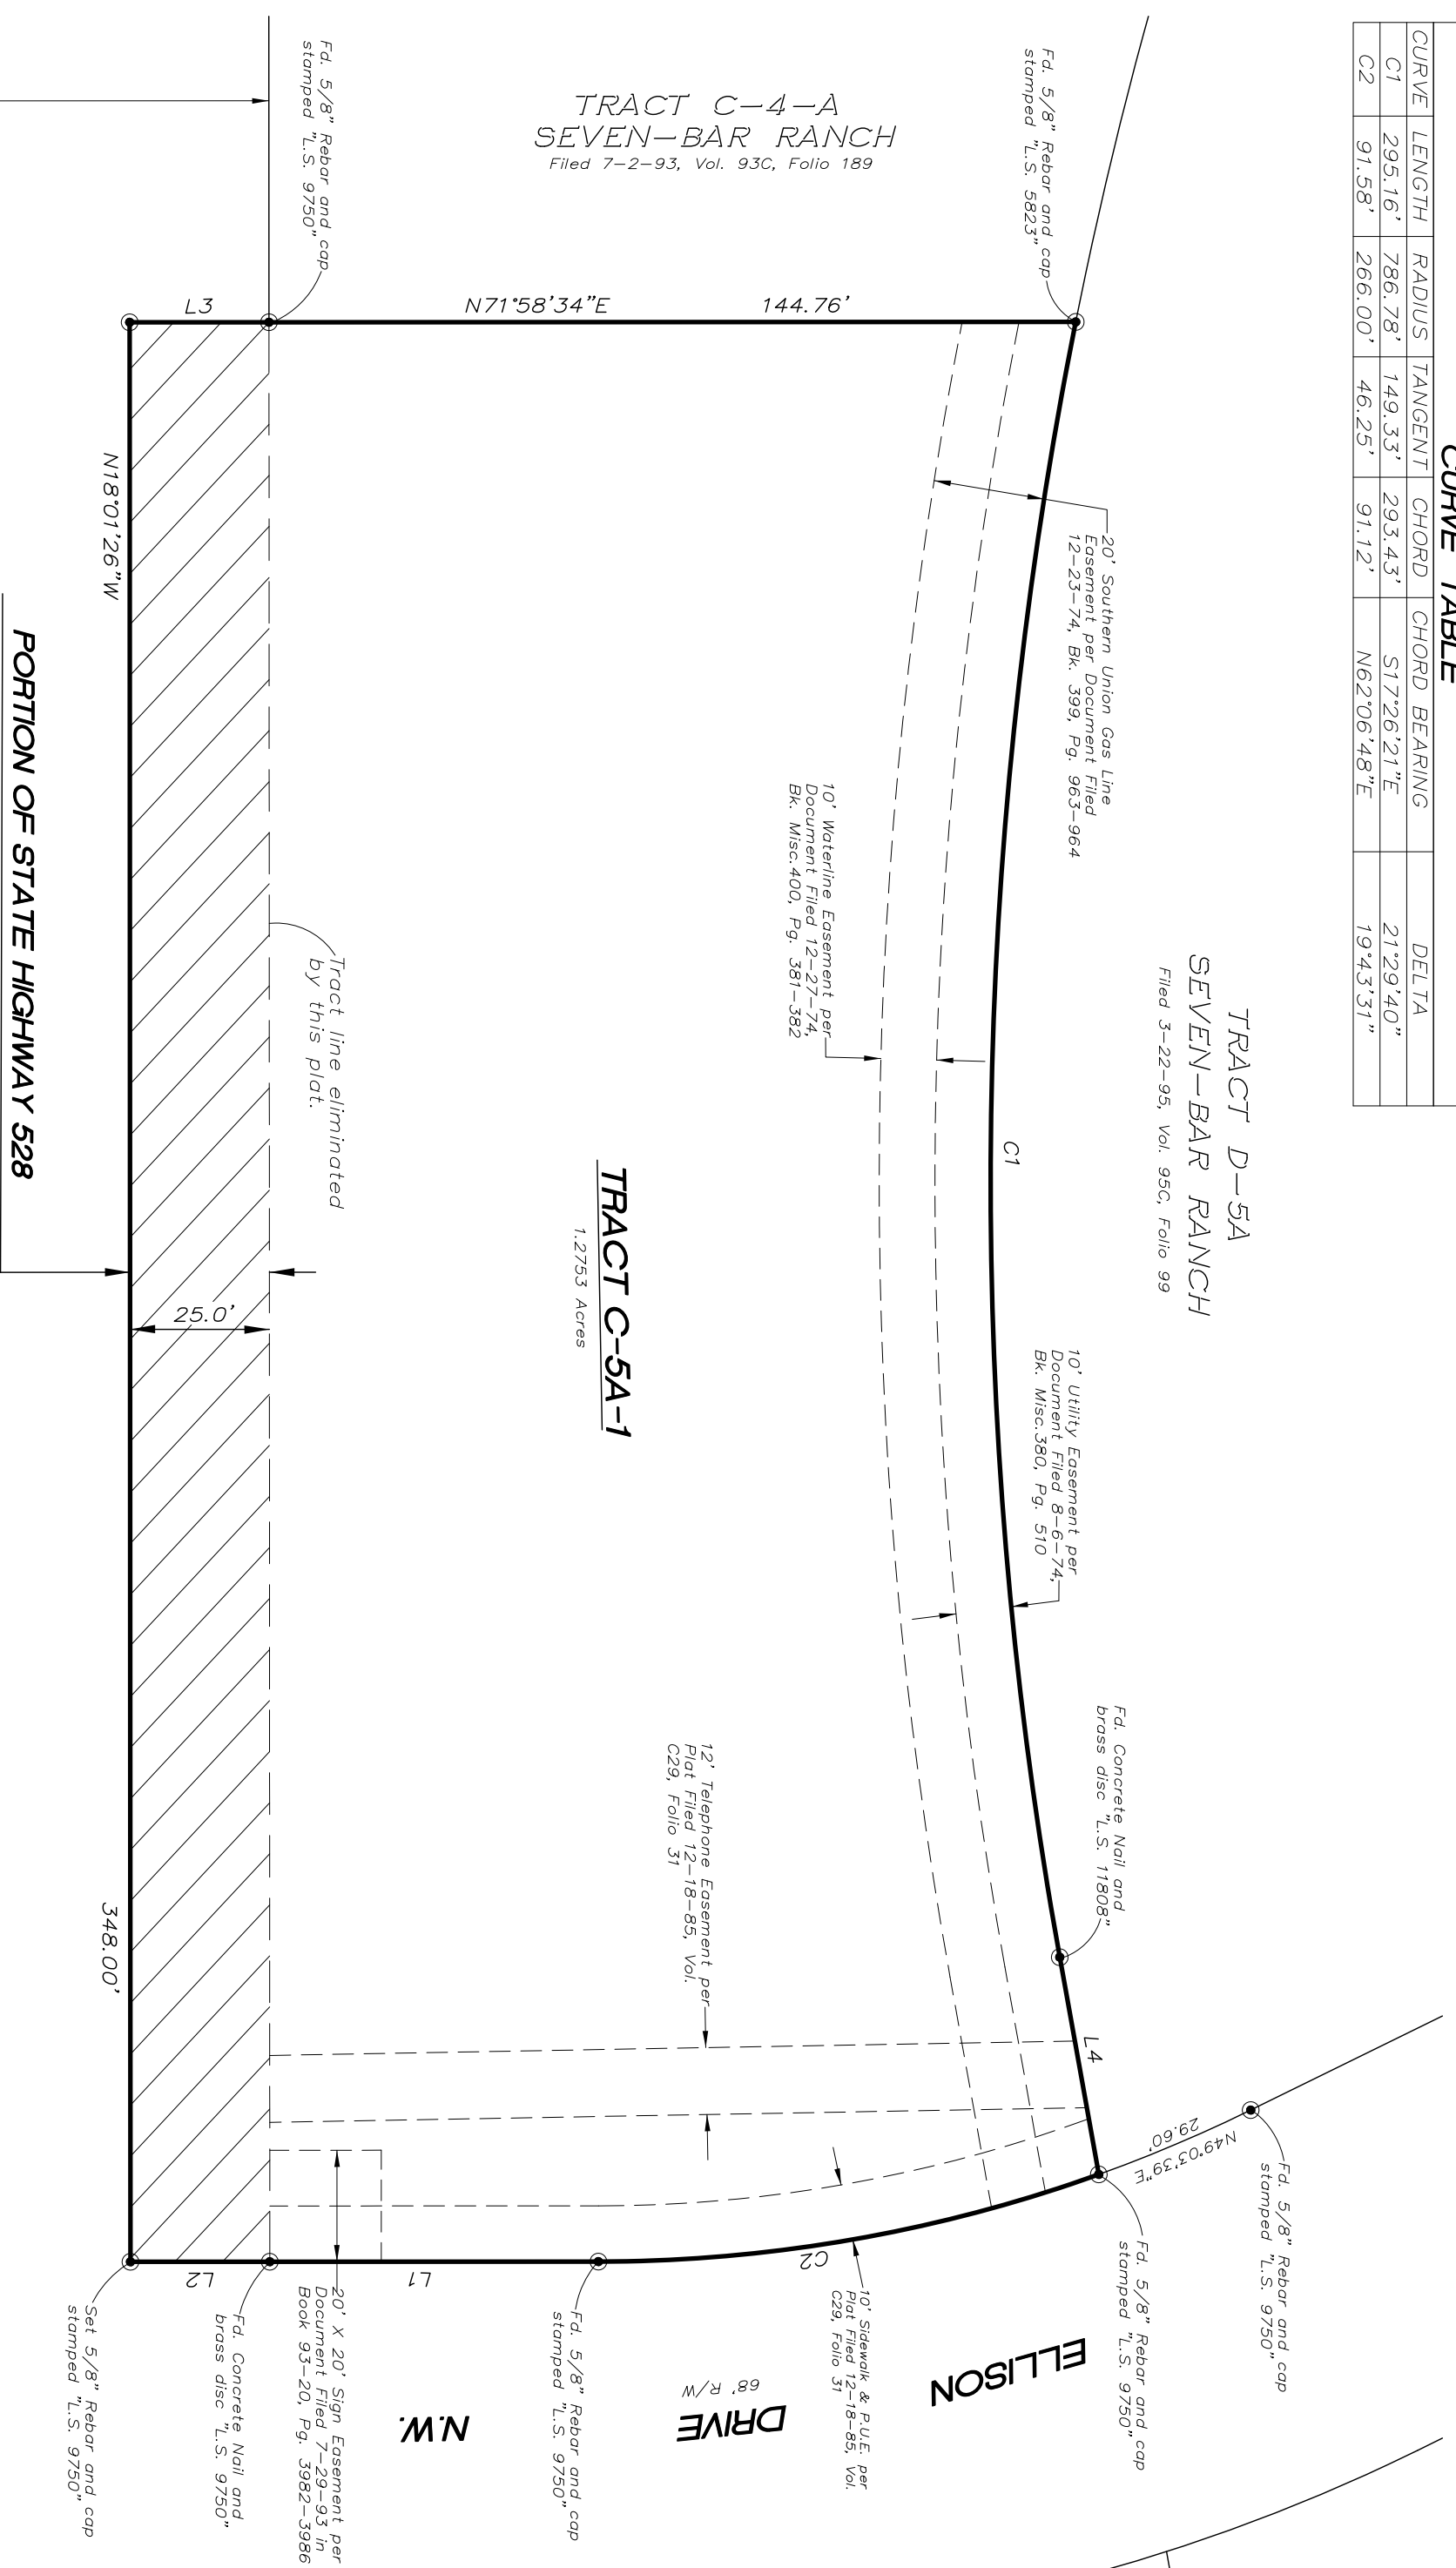 CURVE TABLE
CURVE LENGTH RADIUS TANGENT CHORD CHORD BEARING DELTA
C1 295.16' 786.78' 149.33' 293.43' S17°26'21"E 21°29'40"
C2 91.58' 266.00' 46.25' 91.12' N62°06'48"E 19°43'31"
TRACT D-5A
SEVEN-BAR RANCH
Filed 3-22-95, Vol. 95C, Folio 99
TRACT C-4-A
SEVEN-BAR RANCH
Filed 7-2-93, Vol. 93C, Folio 189
Fd. 5/8" Rebar and cap
stamped "L.S. 5823"
Fd. 5/8" Rebar and cap
stamped "L.S. 9750"
N71°58'34"E
144.76'
L3
20' Southern Union Gas Line
Easement per Document Filed
12-23-74, Bk. 399, Pg. 963-964
10' Waterline Easement per
Document Filed 12-27-74,
Bk. Misc.400, Pg. 381-382
C1
10' Utility Easement per
Document Filed 8-6-74,
Bk. Misc.380, Pg. 510
Fd. Concrete Nail and
brass disc "L.S. 11808"
L4
29.60'
N49°03'39"E
Fd. 5/8" Rebar and cap
stamped "L.S. 9750"
Fd. 5/8" Rebar and cap
stamped "L.S. 9750"
TRACT C-5A-1
1.2753 Acres
12' Telephone Easement per
Plat Filed 12-18-85, Vol.
C29, Folio 31
C2
10' Sidewalk & P.U.E. per
Plat Filed 12-18-85, Vol.
C29, Folio 31
ELLISON
DRIVE
68' R/W
N.W.
Fd. 5/8" Rebar and cap
stamped "L.S. 9750"
L1
20' X 20' Sign Easement per
Document Filed 7-29-93 in
Book 93-20, Pg. 3982-3986
Fd. Concrete Nail and
brass disc "L.S. 9750"
L2
Set 5/8" Rebar and cap
stamped "L.S. 9750"
Tract line eliminated
by this plat.
25.0'
N18°01'26"W
348.00'
PORTION OF STATE HIGHWAY 528